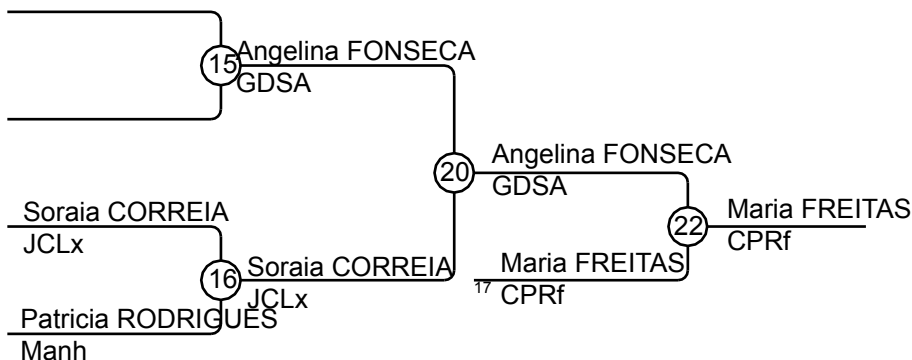 15
Angelina FONSECA
GDSA
20
Angelina FONSECA
GDSA
Soraia CORREIA
JCLx
22
Maria FREITAS
CPRf
16
Soraia CORREIA
JCLx
17
Maria FREITAS
CPRf
Patricia RODRIGUES
Manh